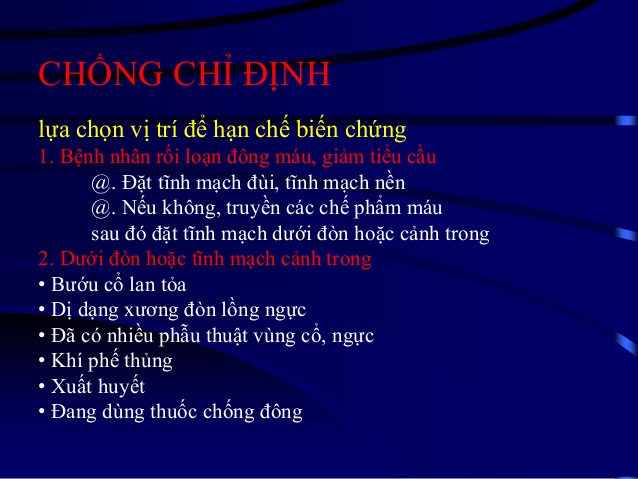 CHỐNG CHỈ ĐỊNH
lựa chọn vị trí để hạn chế biến chứng
1. Bệnh nhân rối loạn đông máu, giảm tiểu cầu
@. Đặt tĩnh mạch đùi, tĩnh mạch nền
@. Nếu không, truyền các chế phẩm máu
sau đó đặt tĩnh mạch dưới đòn hoặc cảnh trong
2. Dưới đòn hoặc tĩnh mạch cảnh trong
• Bướu cổ lan tỏa
• Dị dạng xương đòn lồng ngực
• Đã có nhiều phẫu thuật vùng cổ, ngực
• Khí phế thủng
• Xuất huyết
• Đang dùng thuốc chống đông